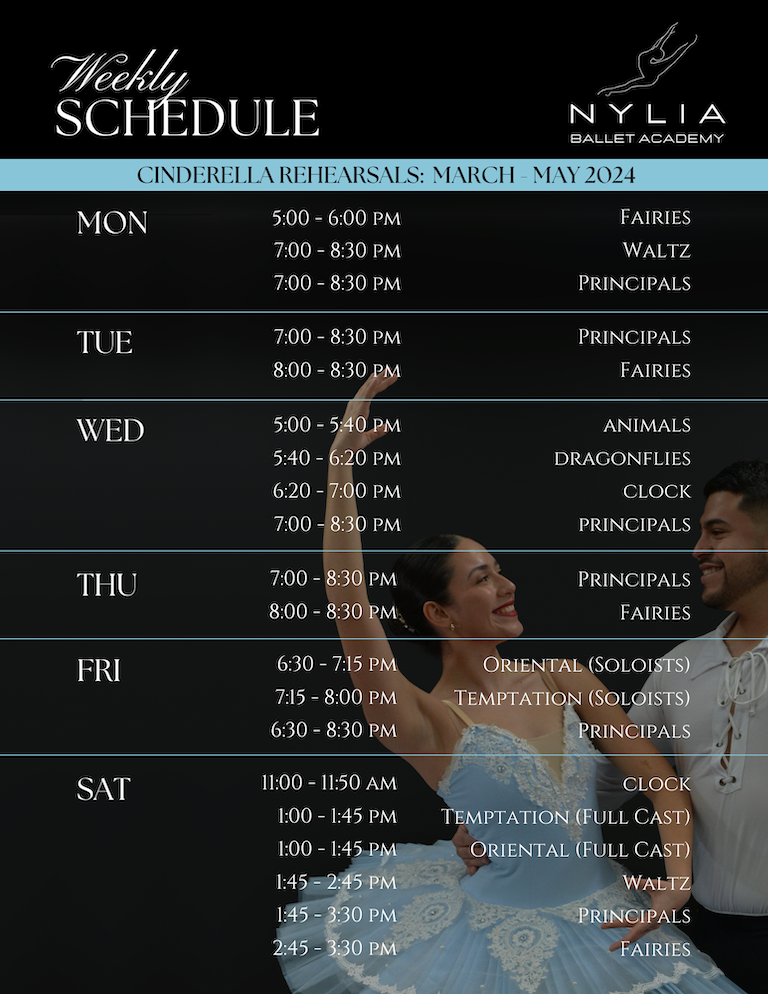 Weekly
SCHEDULE
NYLIA
BALLET ACADEMY
CINDERELLA REHEARSALS: MARCH - MAY 2024
MON 5:00 - 6:00 PM FAIRIES
7:00 - 8:30 PM WALTZ
7:00 - 8:30 PM PRINCIPALS
TUE 7:00 - 8:30 PM PRINCIPALS
8:00 - 8:30 PM FAIRIES
WED 5:00 - 5:40 PM ANIMALS
5:40 - 6:20 PM DRAGONFLIES
6:20 - 7:00 PM CLOCK
7:00 - 8:30 PM PRINCIPALS
THU 7:00 - 8:30 PM PRINCIPALS
8:00 - 8:30 PM FAIRIES
FRI 6:30 - 7:15 PM ORIENTAL (SOLOISTS)
7:15 - 8:00 PM TEMPTATION (SOLOISTS)
6:30 - 8:30 PM PRINCIPALS
SAT 11:00 - 11:50 AM CLOCK
1:00 - 1:45 PM TEMPTATION (FULL CAST)
1:00 - 1:45 PM ORIENTAL (FULL CAST)
1:45 - 2:45 PM WALTZ
1:45 - 3:30 PM PRINCIPALS
2:45 - 3:30 PM FAIRIES